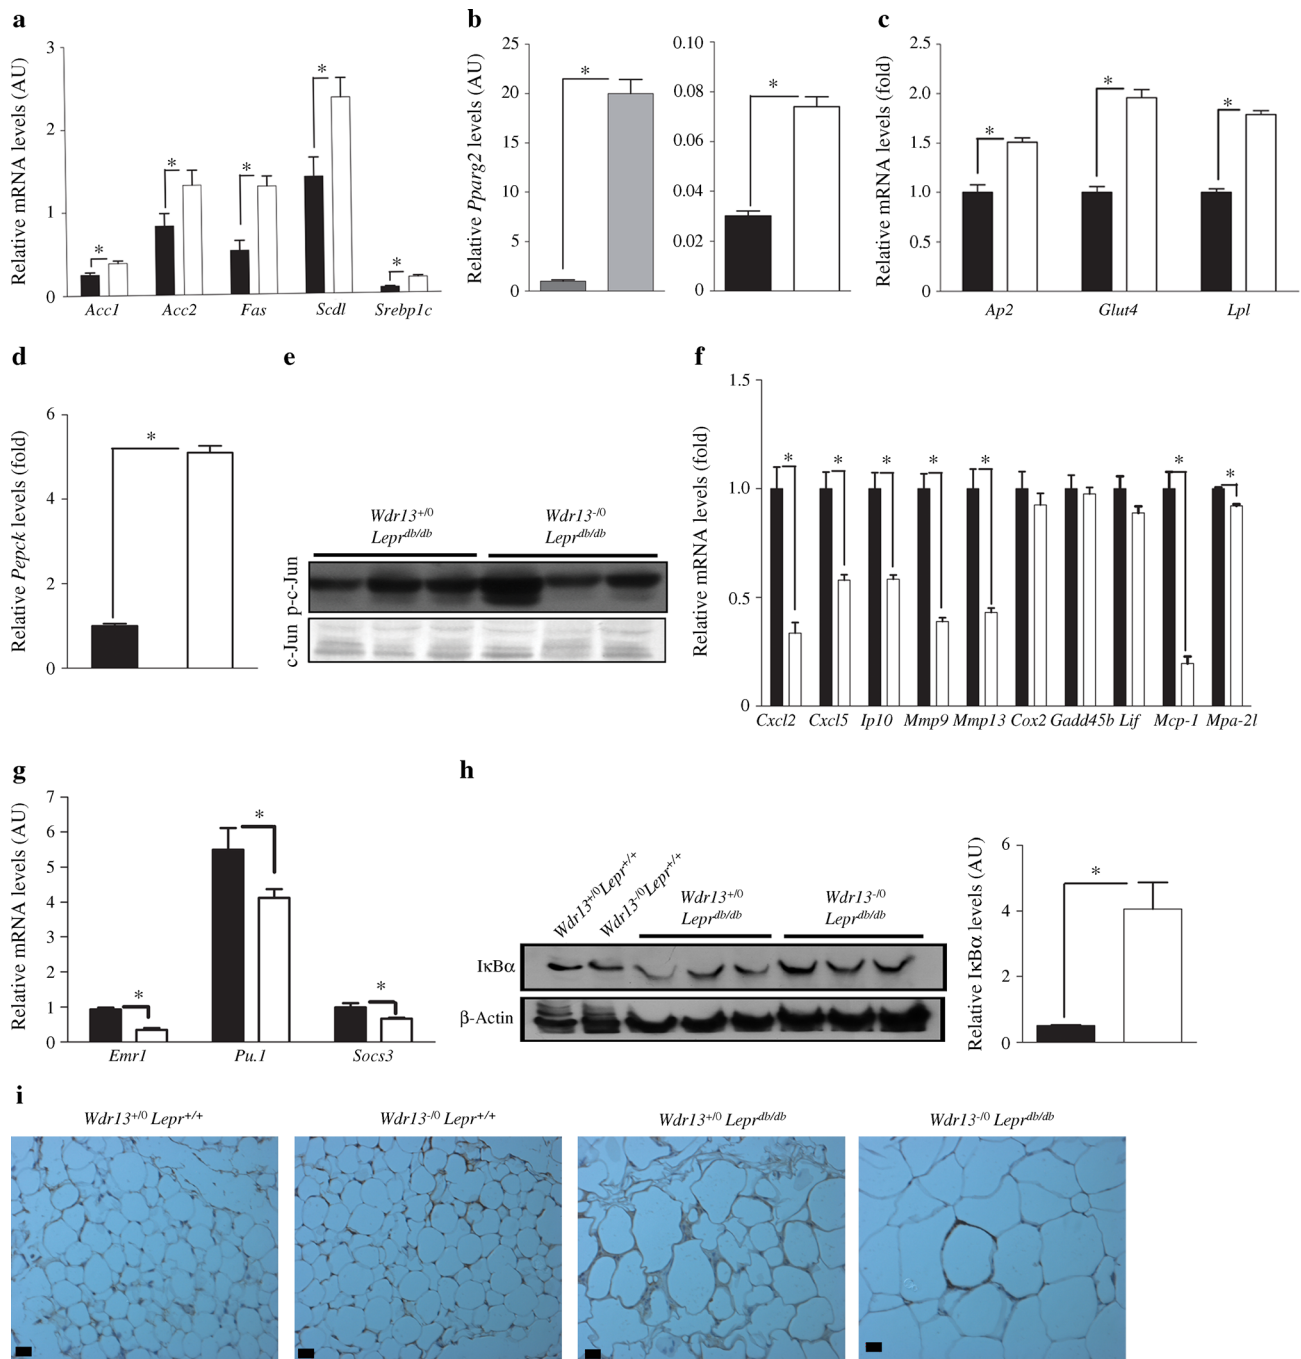 a
Relative mRNA levels (AU)
3
2
1
0
*
*
*
*
*
Acc1
Acc2
Fas
Scdl
Srebp1c
b
Relative Pparg2 levels (AU)
25
20
15
10
5
0
*
0.10
0.08
0.06
0.04
0.02
0
*
c
Relative mRNA levels (fold)
2.5
2.0
1.5
1.0
0.5
0
*
*
*
Ap2
Glut4
Lpl
d
Relative Pepck levels (fold)
6
4
2
0
*
e
Wdr13+/0
Leprdb/db
Wdr13-/0
Leprdb/db
p-c-Jun
c-Jun
f
Relative mRNA levels (fold)
1.5
1.0
0.5
0
*
*
*
*
*
*
*
Cxcl2
Cxcl5
Ip10
Mmp9
Mmp13
Cox2
Gadd45b
Lif
Mcp-1
Mpa-2l
g
Relative mRNA levels (AU)
7
6
5
4
3
2
1
0
*
*
*
Emr1
Pu.1
Socs3
h
Wdr13+/0Lepr+/+
Wdr13-/0Lepr+/+
Wdr13+/0
Leprdb/db
Wdr13-/0
Leprdb/db
IκBα
β-Actin
Relative IκBα levels (AU)
6
4
2
0
*
i
Wdr13+/0 Lepr+/+
Wdr13-/0 Lepr+/+
Wdr13+/0 Leprdb/db
Wdr13-/0 Leprdb/db